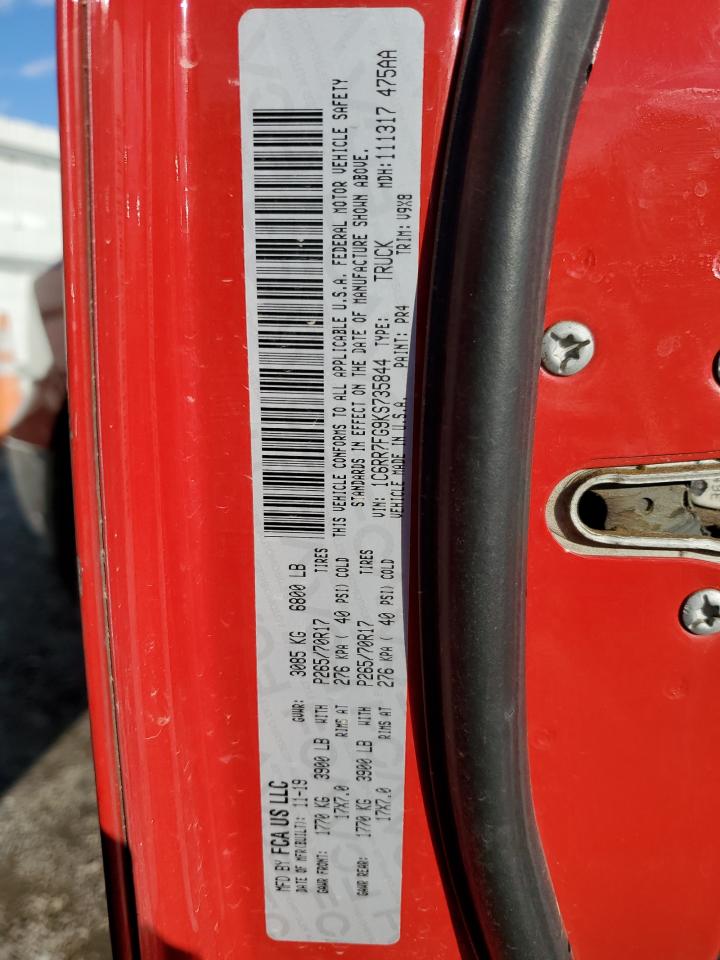 MFD BY FCA US LLC
DATE OF MFR(BUILT): 11-19 GVWR: 3085 KG 6800 LB
GAWR FRONT: 1770 KG 3900 LB WITH P265/70R17 TIRES
17X7.0 RIMS AT 276 KPA ( 40 PSI) COLD
GAWR REAR: 1770 KG 3900 LB WITH P265/70R17 TIRES
17X7.0 RIMS AT 276 KPA ( 40 PSI) COLD
THIS VEHICLE CONFORMS TO ALL APPLICABLE U.S.A. FEDERAL MOTOR VEHICLE SAFETY
STANDARDS IN EFFECT ON THE DATE OF MANUFACTURE SHOWN ABOVE.
VIN: 1C6RR7FG9KS735844 TYPE: TRUCK MDH: 111317 475AA
VEHICLE MADE IN U.S.A. PAINT: PR4 TRIM: V9X8